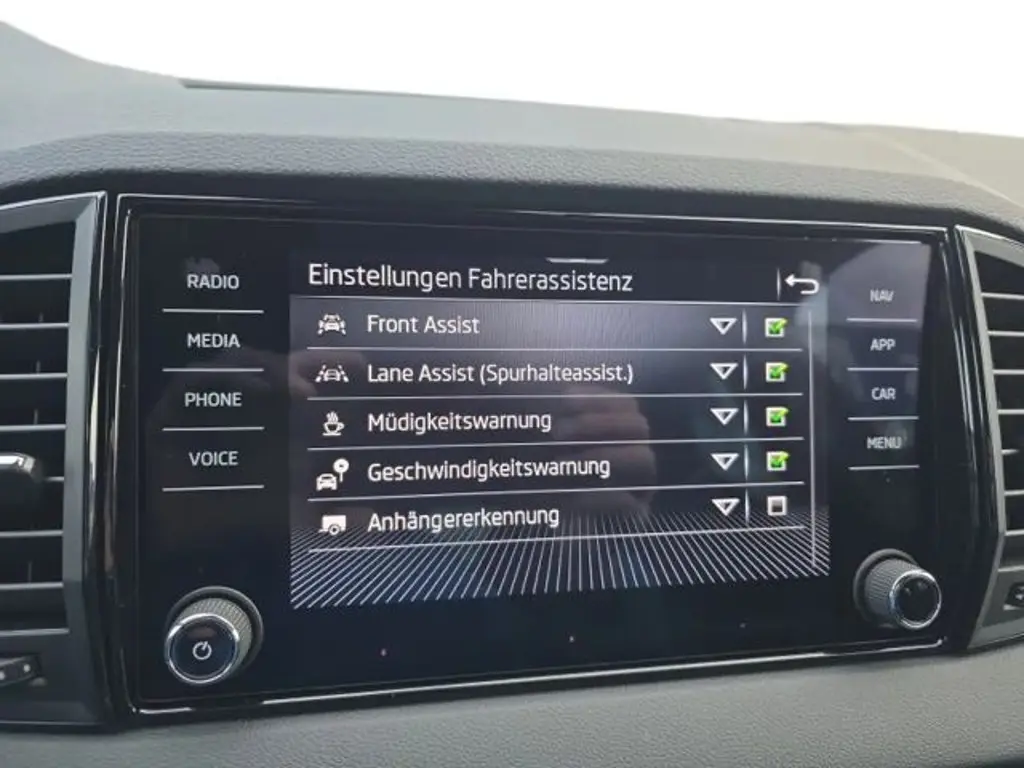 Einstellungen Fahrerassistenz
RADIO
MEDIA
PHONE
VOICE
Front Assist
Lane Assist (Spurhalteassist.)
Müdigkeitswarnung
Geschwindigkeitswarnung
Anhängererkennung
NAV
APP
CAR
MENU